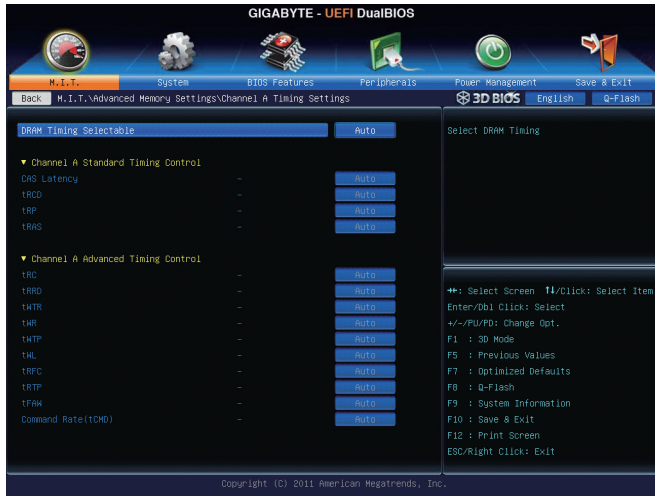 GIGABYTE - UEFI DualBIOS
M.I.T. System BIOS Features Peripherals Power Management Save & Exit
Back M.I.T.\Advanced Memory Settings\Channel A Timing Settings 3D BIOS English Q-Flash
DRAM Timing Selectable Auto
▼ Channel A Standard Timing Control
CAS Latency - Auto
tRCD - Auto
tRP - Auto
tRAS - Auto
▼ Channel A Advanced Timing Control
tRC - Auto
tRRD - Auto
tWTR - Auto
tWR - Auto
tWTP - Auto
tWL - Auto
tRFC - Auto
tRTP - Auto
tFAW - Auto
Command Rate(tCMD) - Auto
Select DRAM Timing
→←: Select Screen ↑↓/Click: Select Item
Enter/Dbl Click: Select
+/-/PU/PD: Change Opt.
F1 : 3D Mode
F5 : Previous Values
F7 : Optimized Defaults
F8 : Q-Flash
F9 : System Information
F10 : Save & Exit
F12 : Print Screen
ESC/Right Click: Exit
Copyright (C) 2011 American Megatrends, Inc.